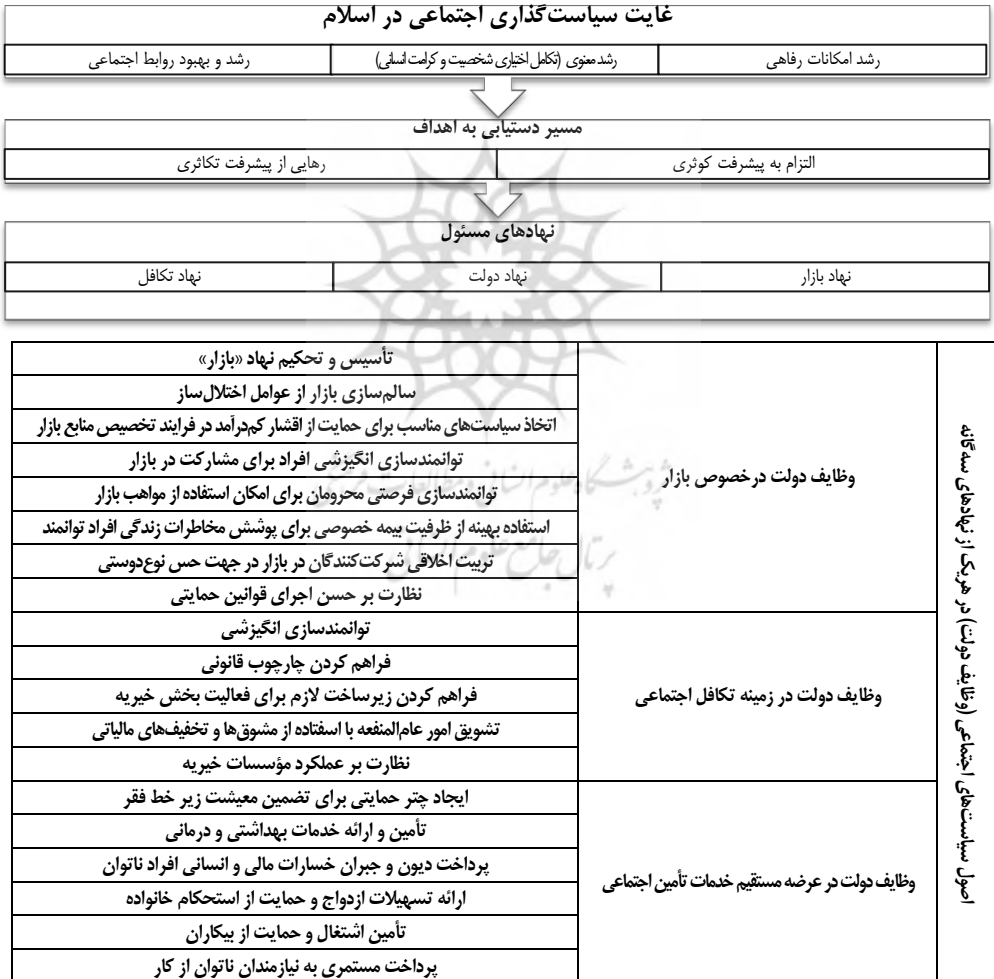 غایت سیاست‌گذاری اجتماعی در اسلام
رشد امکانات رفاهی
رشد معنوی (تکامل اختیاری شخصیت و کرامت انسانی)
رشد و بهبود روابط اجتماعی
مسیر دستیابی به اهداف
التزام به پیشرفت کوثری
رهایی از پیشرفت تکاثری
نهادهای مسئول
نهاد بازار
نهاد دولت
نهاد تکافل
اصول سیاست‌های اجتماعی (وظایف دولت) در هریک از نهادهای سه‌گانه
وظایف دولت درخصوص بازار
تأسیس و تحکیم نهاد «بازار»
سالم‌سازی بازار از عوامل اختلال‌ساز
اتخاذ سیاست‌های مناسب برای حمایت از اقشار کم‌درآمد در فرایند تخصیص منابع بازار
توانمندسازی انگیزشی افراد برای مشارکت در بازار
توانمندسازی فرصتی محرومان برای امکان استفاده از مواهب بازار
استفاده بهینه از ظرفیت بیمه خصوصی برای پوشش مخاطرات زندگی افراد توانمند
تربیت اخلاقی شرکت‌کنندگان در بازار در جهت حس نوع‌دوستی
نظارت بر حسن اجرای قوانین حمایتی
وظایف دولت در زمینه تکافل اجتماعی
توانمندسازی انگیزشی
فراهم کردن چارچوب قانونی
فراهم کردن زیرساخت لازم برای فعالیت بخش خیریه
تشویق امور عام‌المنفعه با اسفتاده از مشوق‌ها و تخفیف‌های مالیاتی
نظارت بر عملکرد مؤسسات خیریه
وظایف دولت در عرضه مستقیم خدمات تأمین اجتماعی
ایجاد چتر حمایتی برای تضمین معیشت زیر خط فقر
تأمین و ارائه خدمات بهداشتی و درمانی
پرداخت دیون و جبران خسارات مالی و انسانی افراد ناتوان
ارائه تسهیلات ازدواج و حمایت از استحکام خانواده
تأمین اشتغال و حمایت از بیکاران
پرداخت مستمری به نیازمندان ناتوان از کار
پژوهشگاه علوم انسانی و مطالعات فرهنگی
پرتال جامع علوم انسانی